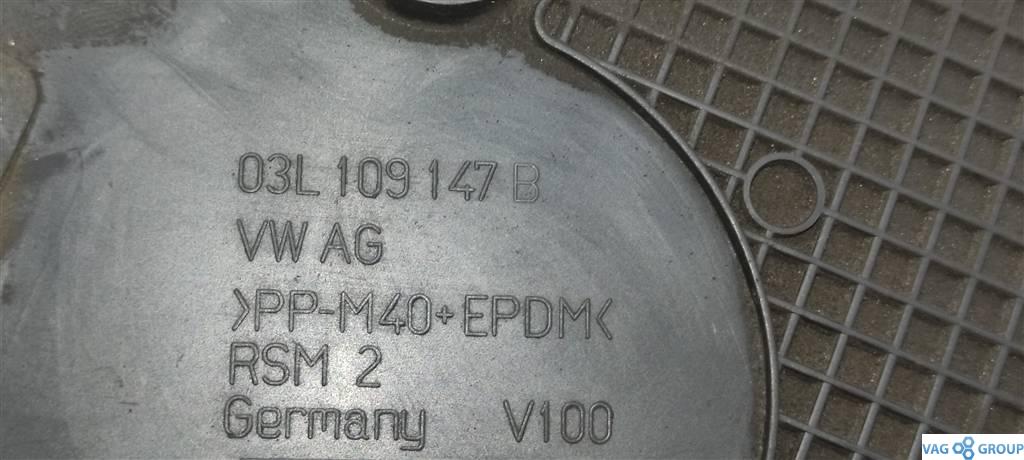 03L 109 147 B
VW AG
>PP-M40+EPDM<
RSM 2
Germany V100
VAG GROUP